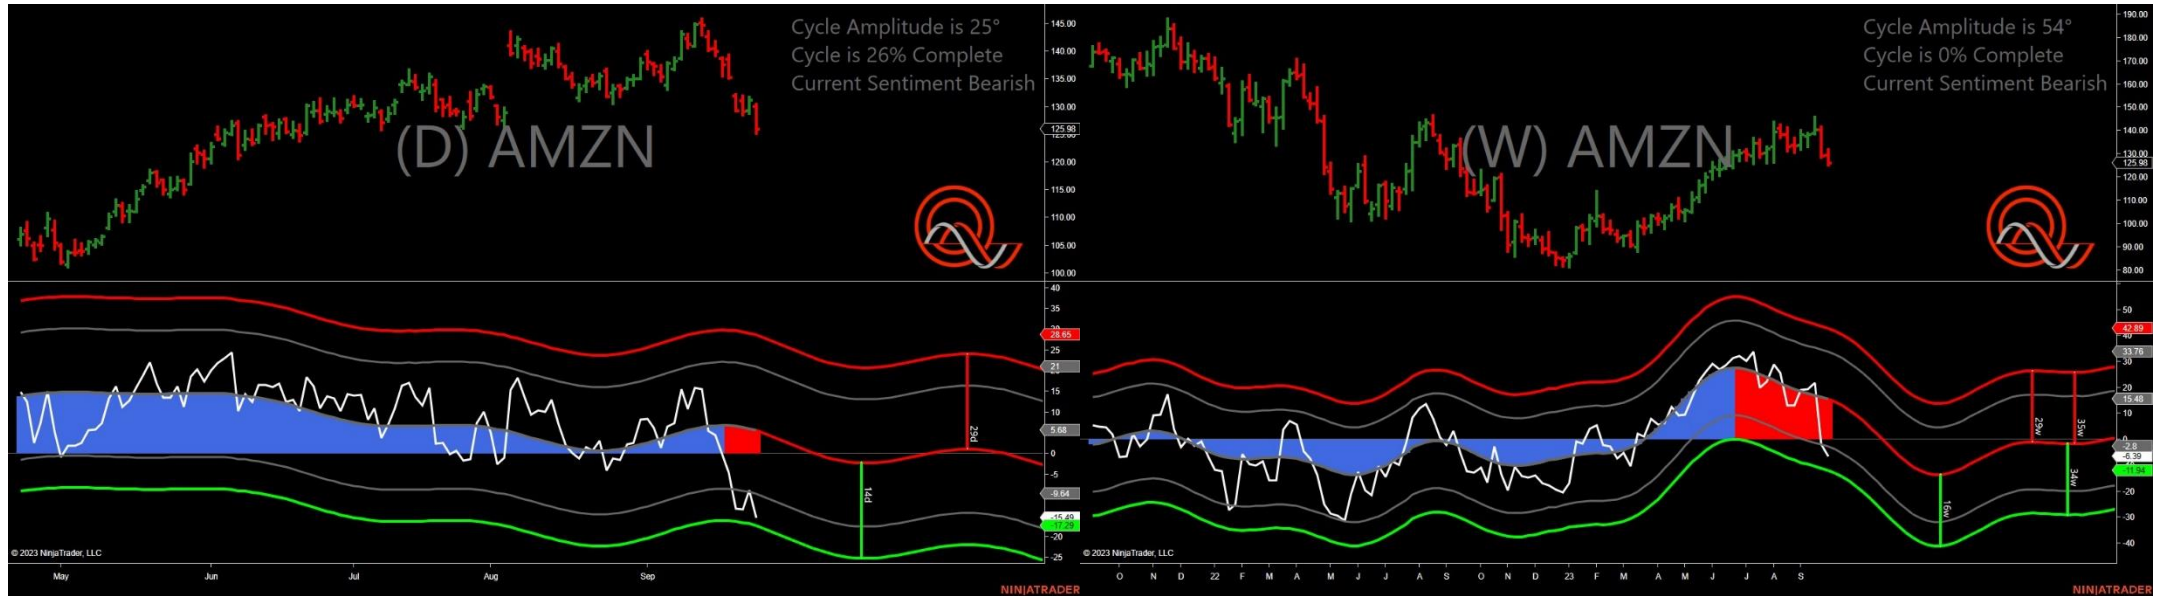 Cycle Amplitude is 25°
Cycle is 26% Complete
Current Sentiment Bearish
(D) AMZN
145.00
140.00
135.00
130.00
125.98
120.00
115.00
110.00
105.00
100.00
40
35
28.65
25
21
15
10
5.68
0
-5
-9.64
-15.49
-17.29
-20
-25
29d
14d
© 2023 NinjaTrader, LLC
May Jun Jul Aug Sep
NINJATRADER
Cycle Amplitude is 54°
Cycle is 0% Complete
Current Sentiment Bearish
(W) AMZN
190.00
180.00
170.00
160.00
150.00
140.00
130.00
125.98
120.00
110.00
100.00
90.00
80.00
50
42.89
40
33.76
30
20
15.48
10
0
-2.8
-6.39
-11.94
-20
-30
-40
29w
35w
34w
16w
© 2023 NinjaTrader, LLC
O N D 22 F M A M J J A S O N D 23 F M A M J J A S
NINJATRADER